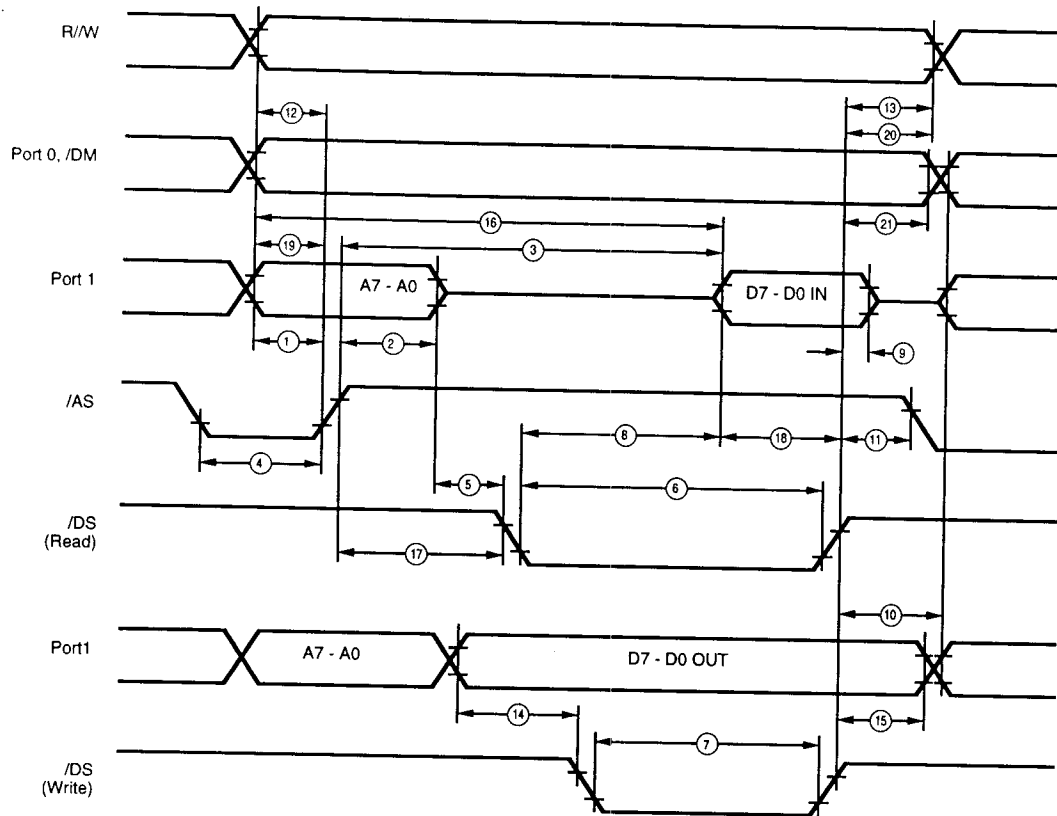 R//W
12
13
20
Port 0, /DM
21
16
19
3
Port 1
A7 - A0
D7 - D0 IN
1
2
9
/AS
4
8
18
11
5
6
/DS
(Read)
17
10
Port1
A7 - A0
D7 - D0 OUT
14
15
7
/DS
(Write)